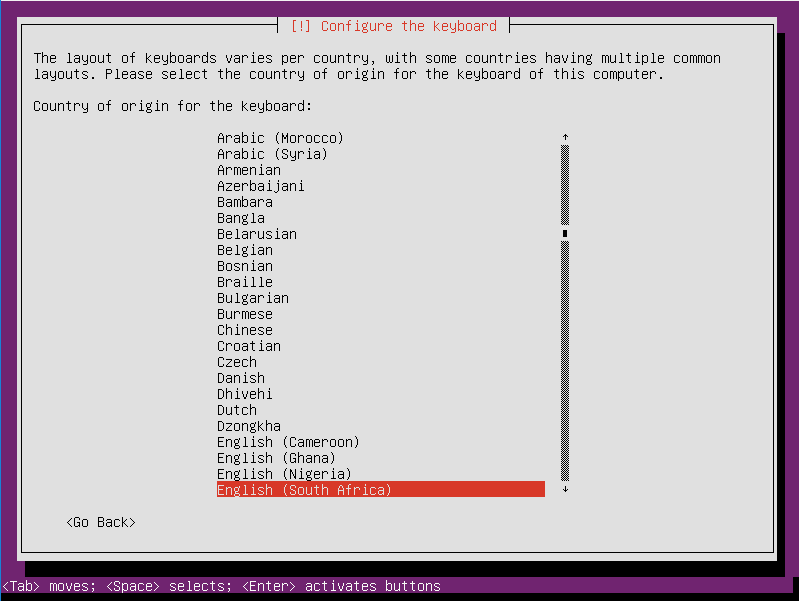 [!] Configure the keyboard
The layout of keyboards varies per country, with some countries having multiple common
layouts. Please select the country of origin for the keyboard of this computer.
Country of origin for the keyboard:
Arabic (Morocco)
Arabic (Syria)
Armenian
Azerbaijani
Bambara
Bangla
Belarusian
Belgian
Bosnian
Braille
Bulgarian
Burmese
Chinese
Croatian
Czech
Danish
Dhivehi
Dutch
Dzongkha
English (Cameroon)
English (Ghana)
English (Nigeria)
English (South Africa)
<Go Back>
<Tab> moves; <Space> selects; <Enter> activates buttons